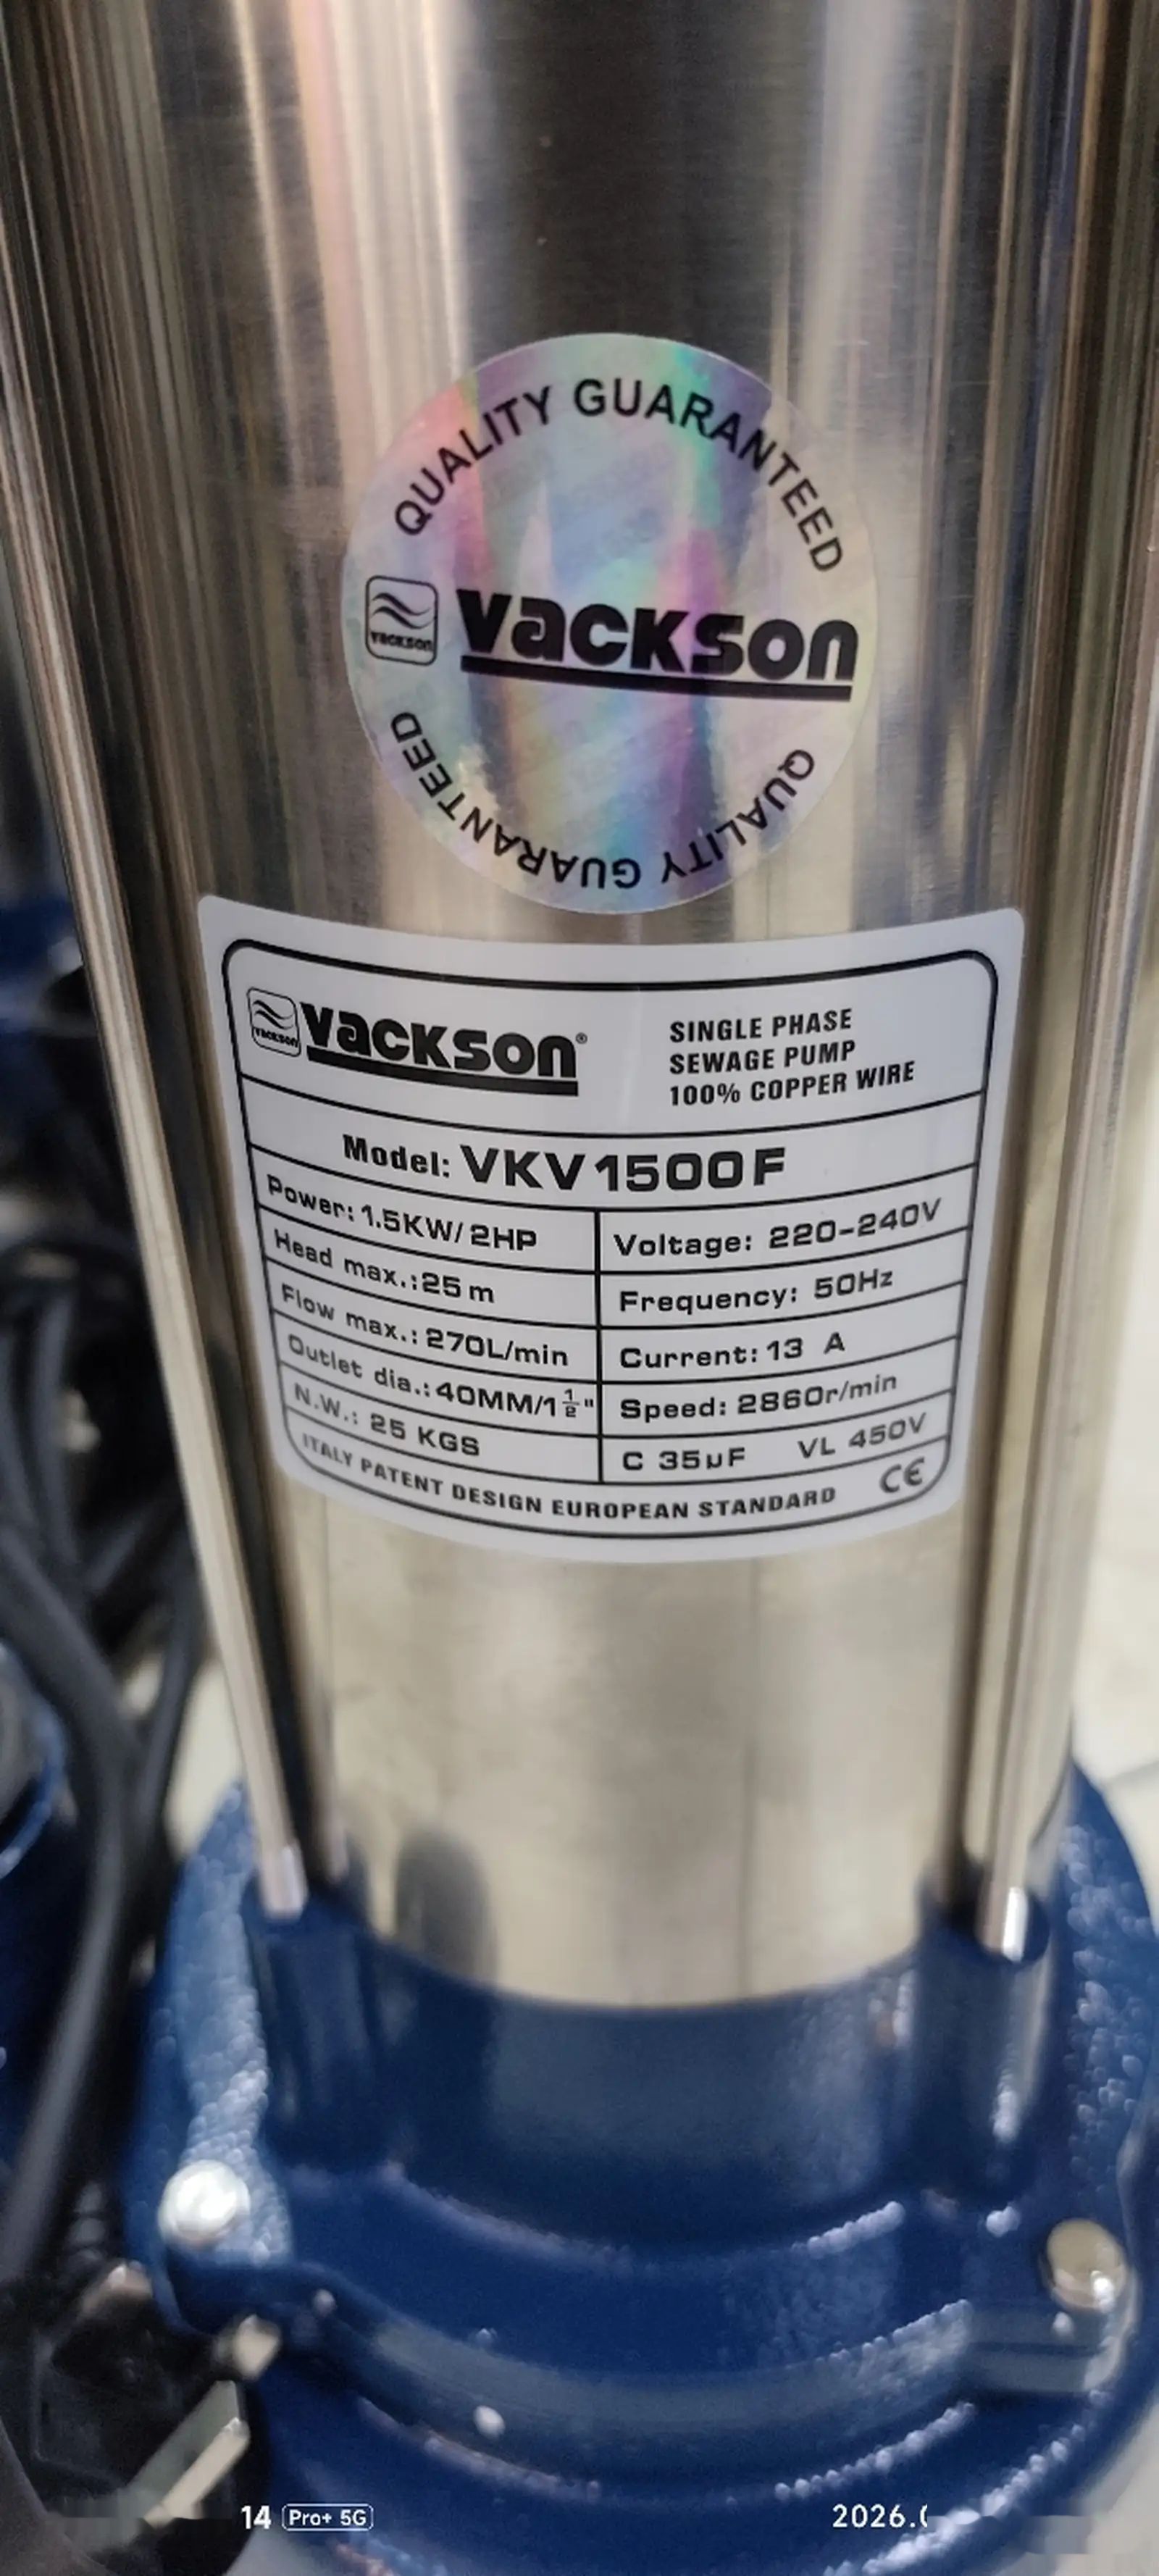 QUALITY GUARANTEED
VACKSON
vackson
QUALITY GUARANTEED
VACKSON
vackson®
SINGLE PHASE
SEWAGE PUMP
100% COPPER WIRE
Model: VKV1500F
Power: 1.5KW/2HP
Voltage: 220-240V
Head max.:25m
Frequency: 50Hz
Flow max.: 270L/min
Current: 13 A
Outlet dia.:40MM/1½"
Speed: 2860r/min
N.W.: 25 KGS
C 35µF VL 450V
ITALY PATENT DESIGN EUROPEAN STANDARD CE
14 Pro+ 5G
2026.